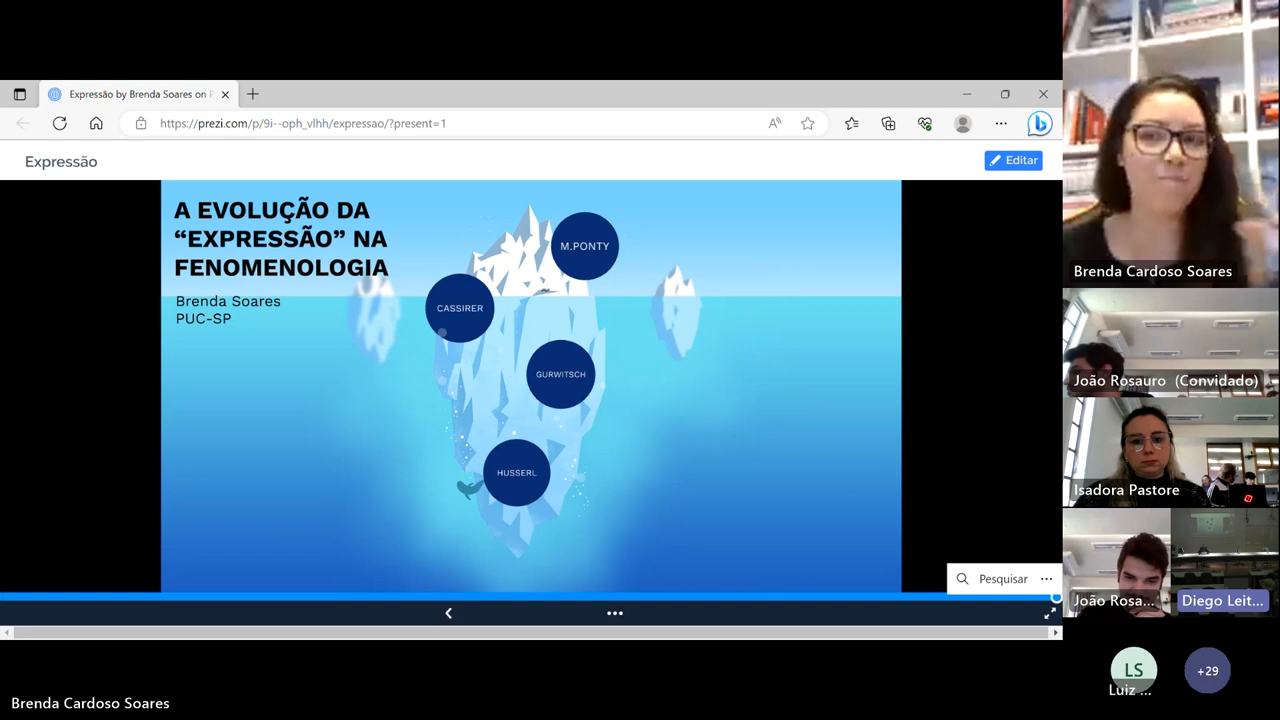 Expressão by Brenda Soares on P
https://prezi.com/p/9i--oph_vlhh/expressao/?present=1
Expressão
Editar
A EVOLUÇÃO DA
“EXPRESSÃO” NA
FENOMENOLOGIA
Brenda Soares
PUC-SP
M.PONTY
CASSIRER
GURWITSCH
HUSSERL
Pesquisar
Brenda Cardoso Soares
João Rosauro (Convidado)
Isadora Pastore
João Rosa...
Diego Leit...
LS
Luiz ...
+29
Brenda Cardoso Soares